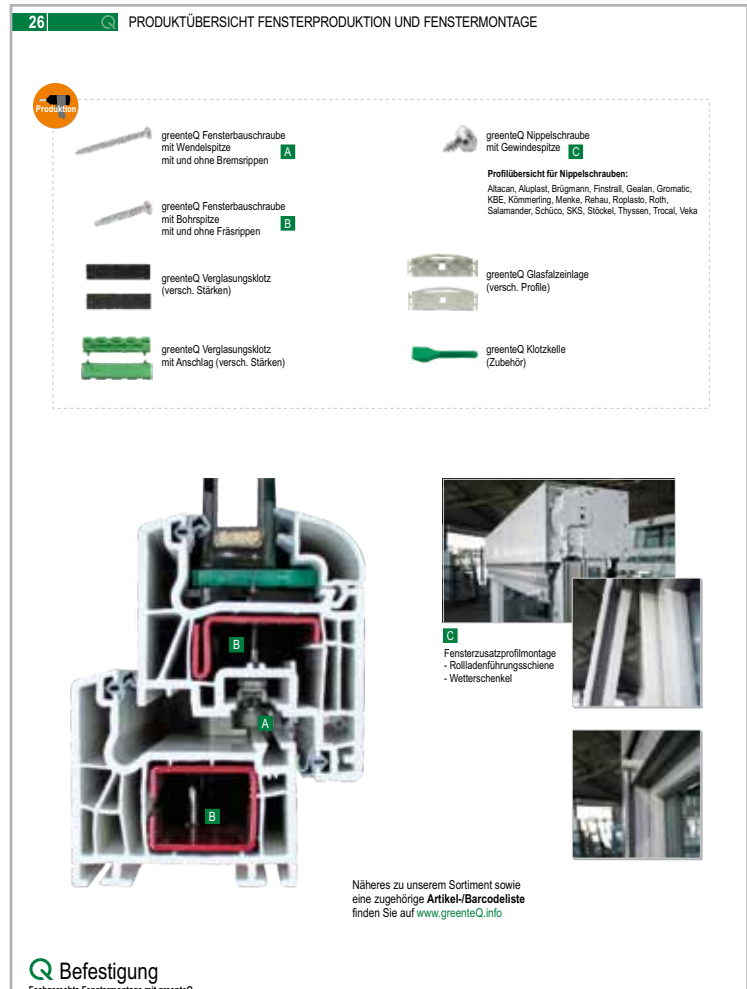 26
PRODUKTÜBERSICHT FENSTERPRODUKTION UND FENSTERMONTAGE
Produktion
greenteQ Fensterbauschraube
mit Wendelspitze
mit und ohne Bremsrippen
A
greenteQ Fensterbauschraube
mit Bohrspitze
mit und ohne Fräsrippen
B
greenteQ Verglasungsklotz
(versch. Stärken)
greenteQ Verglasungsklotz
mit Anschlag (versch. Stärken)
greenteQ Nippelschraube
mit Gewindespitze
C
Profilübersicht für Nippelschrauben:
Altacan, Aluplast, Brügmann, Finstrall, Gealan, Gromatic,
KBE, Kömmerling, Menke, Rehau, Roplasto, Roth,
Salamander, Schüco, SKS, Stöckel, Thyssen, Trocal, Veka
greenteQ Glasfalzeinlage
(versch. Profile)
greenteQ Klotzkelle
(Zubehör)
B
A
B
C
Fensterzusatzprofilmontage
- Rollladenführungsschiene
- Wetterschenkel
Näheres zu unserem Sortiment sowie
eine zugehörige Artikel-/Barcodeliste
finden Sie auf www.greenteQ.info
Befestigung
Fachgerechte Fenstermontage mit greenteQ